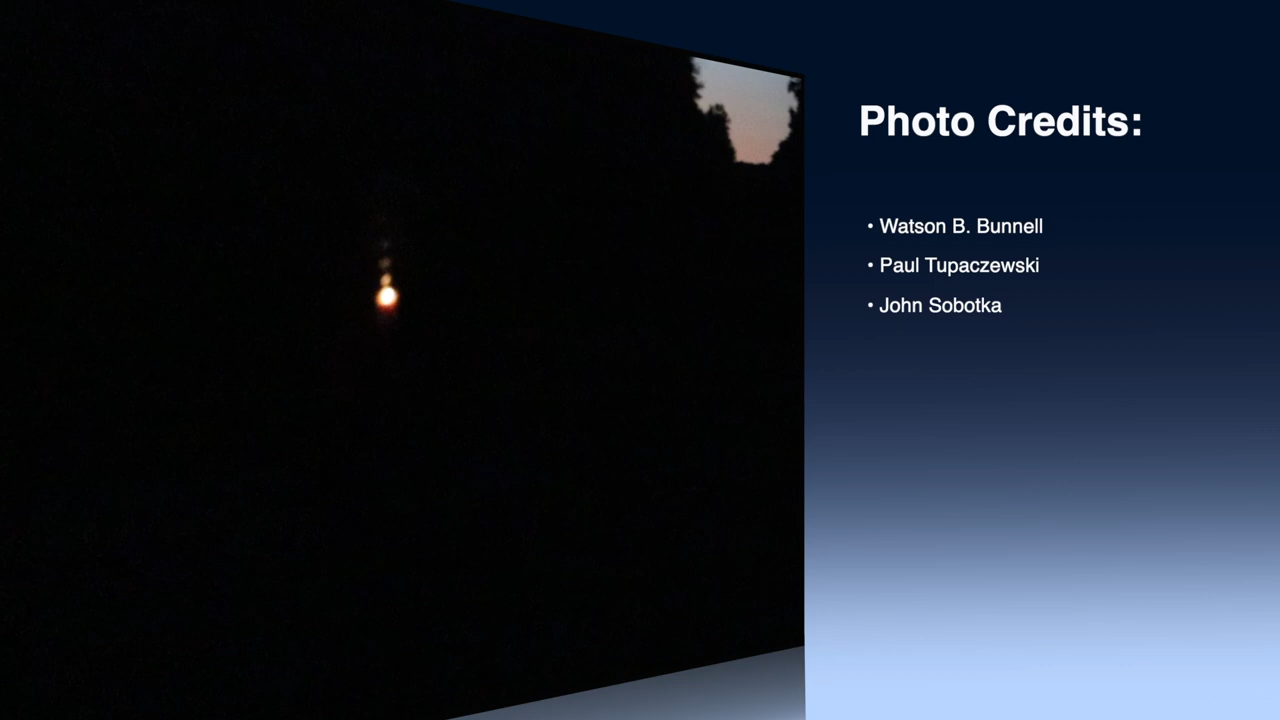 Photo Credits:
• Watson B. Bunnell
• Paul Tupaczewski
• John Sobotka